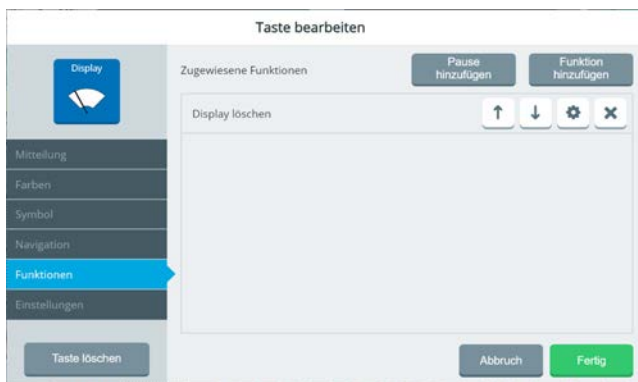 Taste bearbeiten
Display
Zugewiesene Funktionen
Pause
hinzufügen
Funktion
hinzufügen
Display löschen
Mitteilung
Farben
Symbol
Navigation
Funktionen
Einstellungen
Taste löschen
Abbruch
Fertig